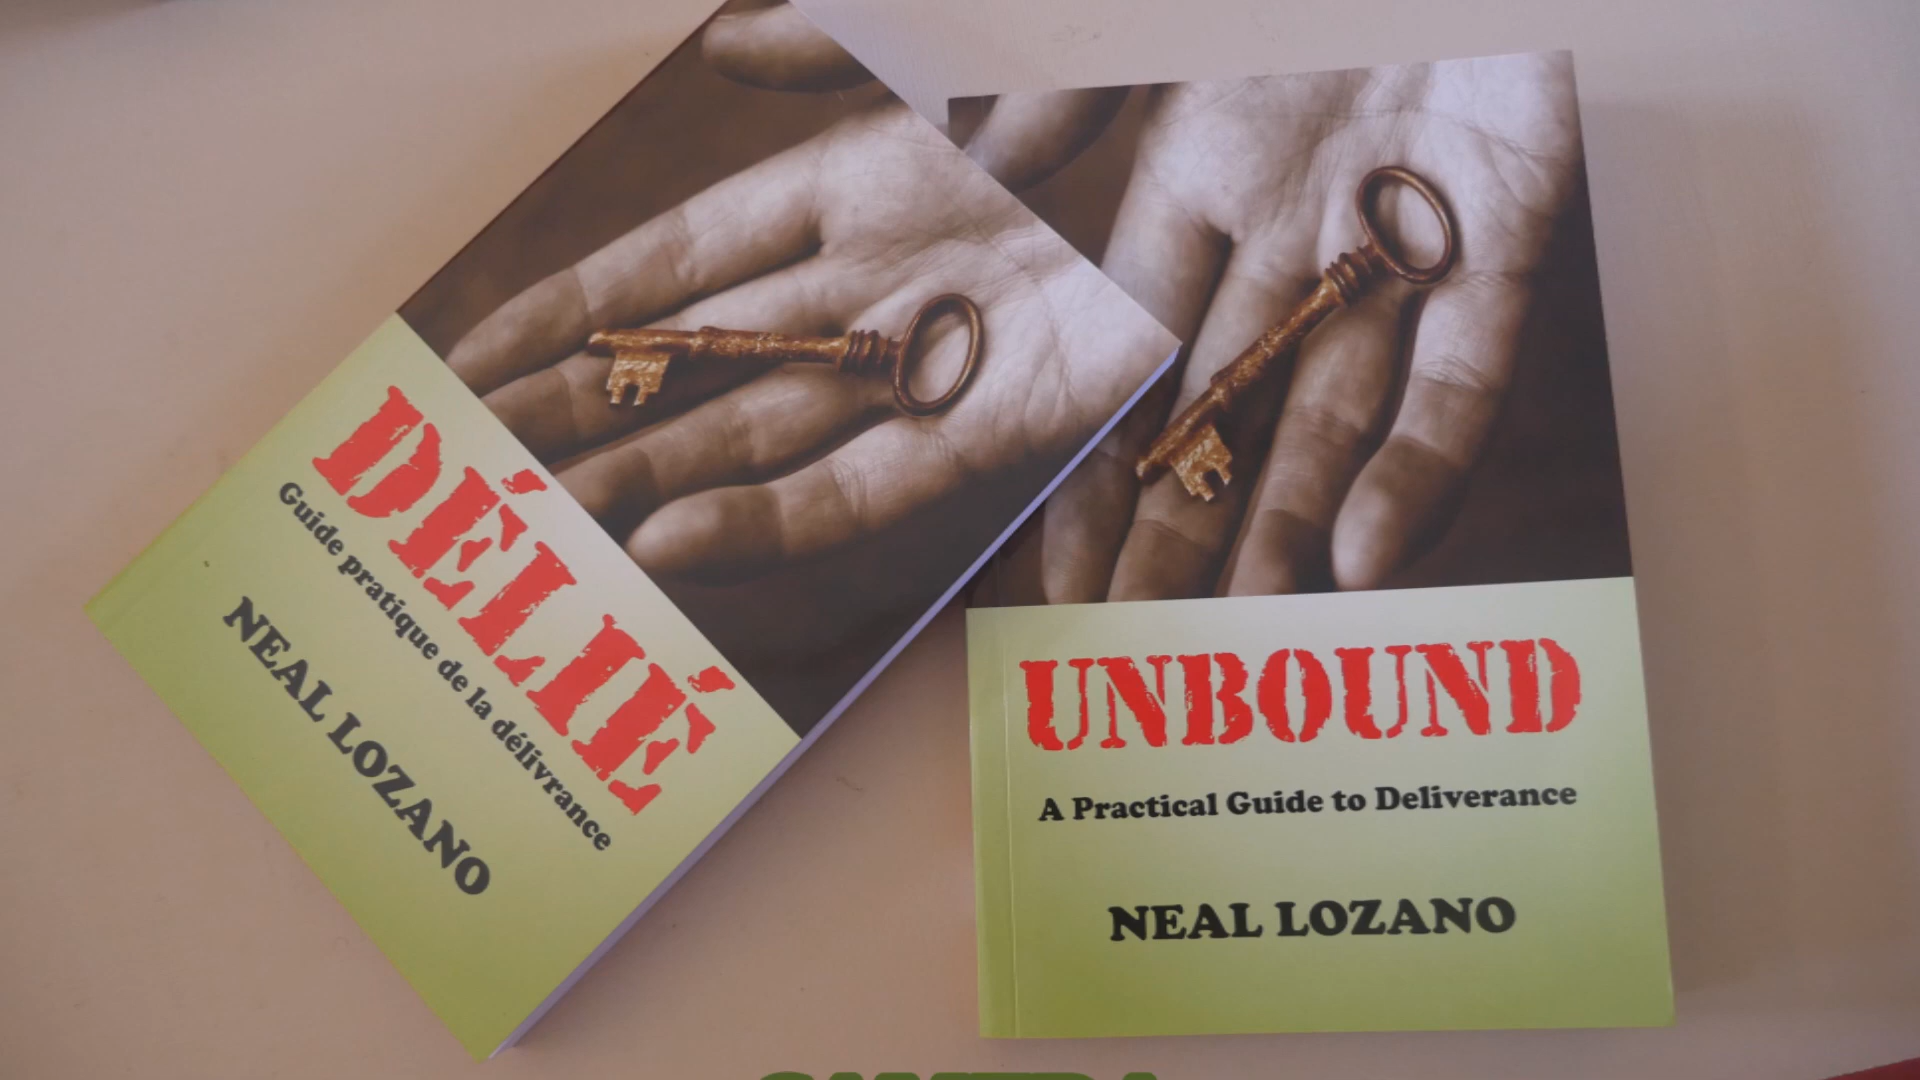 DÉLIÉ
Guide pratique de la délivrance
NEAL LOZANO
UNBOUND
A Practical Guide to Deliverance
NEAL LOZANO